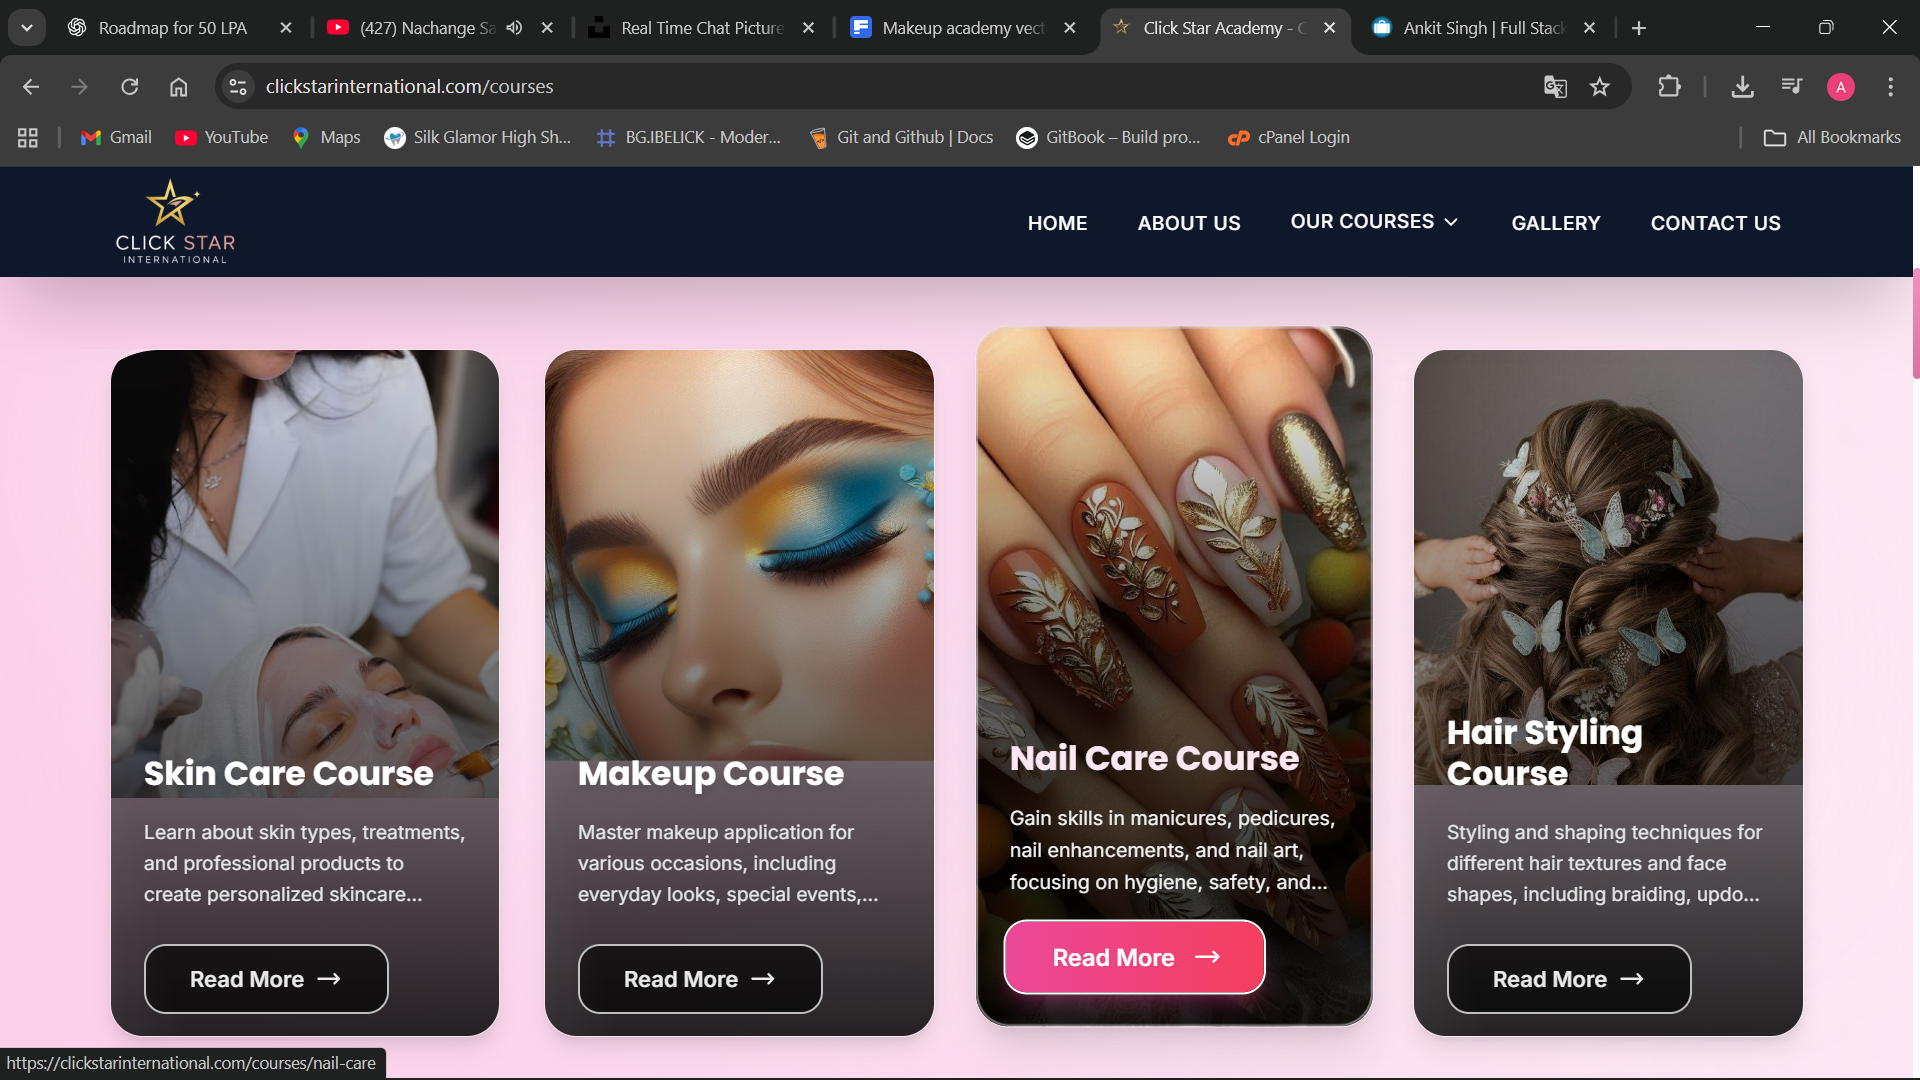 Roadmap for 50 LPA
(427) Nachange Sa
Real Time Chat Picture
Makeup academy vect
Click Star Academy - C
Ankit Singh | Full Stack
clickstarinternational.com/courses
A
Gmail
YouTube
Maps
Silk Glamor High Sh...
BG.IBELICK - Moder...
Git and Github | Docs
GitBook – Build pro...
cPanel Login
All Bookmarks
CLICK STAR
INTERNATIONAL
HOME
ABOUT US
OUR COURSES
GALLERY
CONTACT US
Skin Care Course
Learn about skin types, treatments,
and professional products to
create personalized skincare...
Read More →
Makeup Course
Master makeup application for
various occasions, including
everyday looks, special events,...
Read More →
Nail Care Course
Gain skills in manicures, pedicures,
nail enhancements, and nail art,
focusing on hygiene, safety, and...
Read More →
Hair Styling
Course
Styling and shaping techniques for
different hair textures and face
shapes, including braiding, updo...
Read More →
https://clickstarinternational.com/courses/nail-care